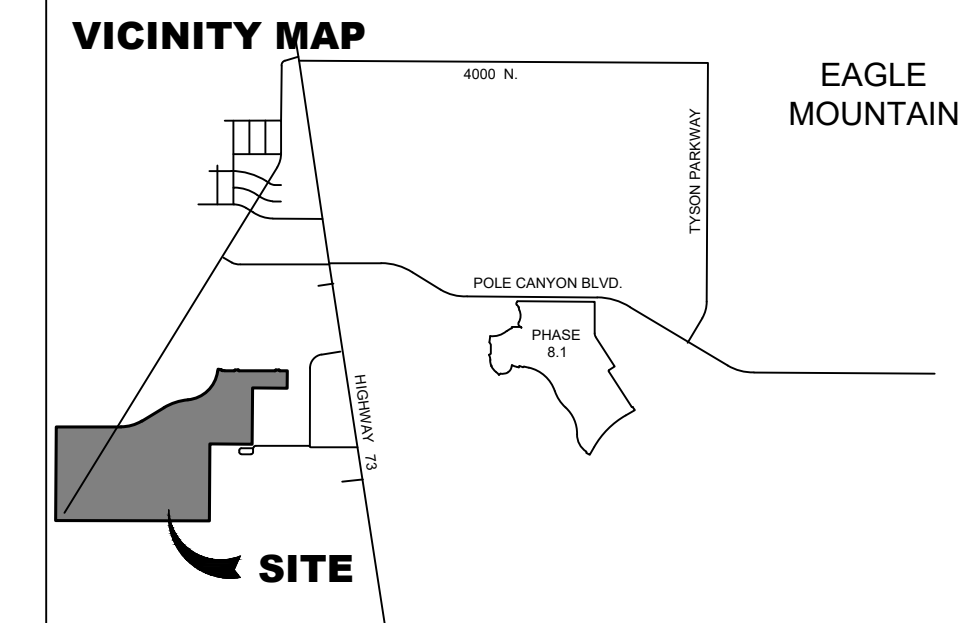 VICINITY MAP
4000 N.
EAGLE
MOUNTAIN
TYSON PARKWAY
POLE CANYON BLVD.
PHASE
8.1
HIGHWAY 73
SITE